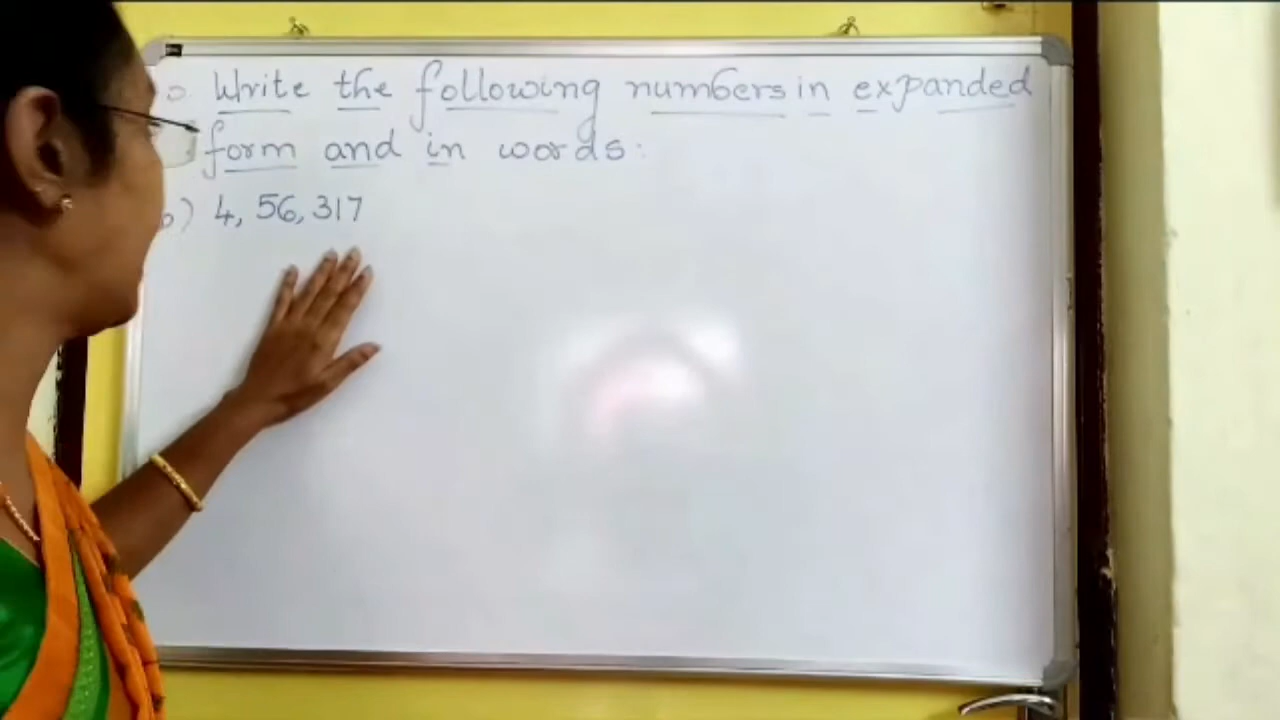 Write the following numbers in expanded
form and in words:
) 4, 56, 317